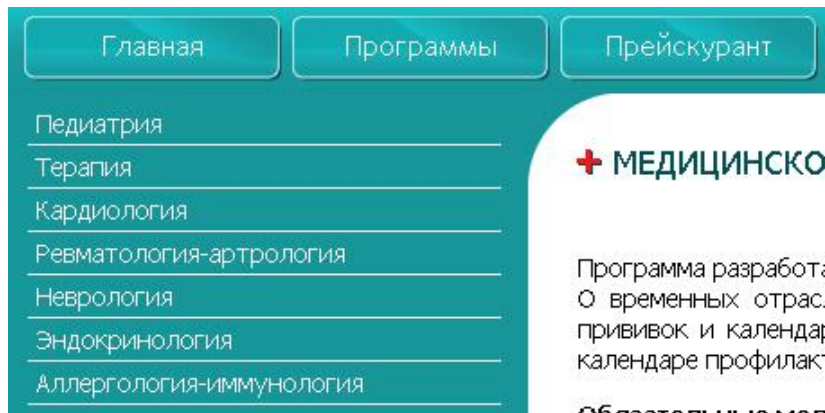 Главная Программы Прейскурант
Педиатрия
Терапия
Кардиология
Ревматология-артрология
Неврология
Эндокринология
Аллергология-иммунология
МЕДИЦИНСКО
Программа разработа
О временных отрас
прививок и календар
календаре профилакт